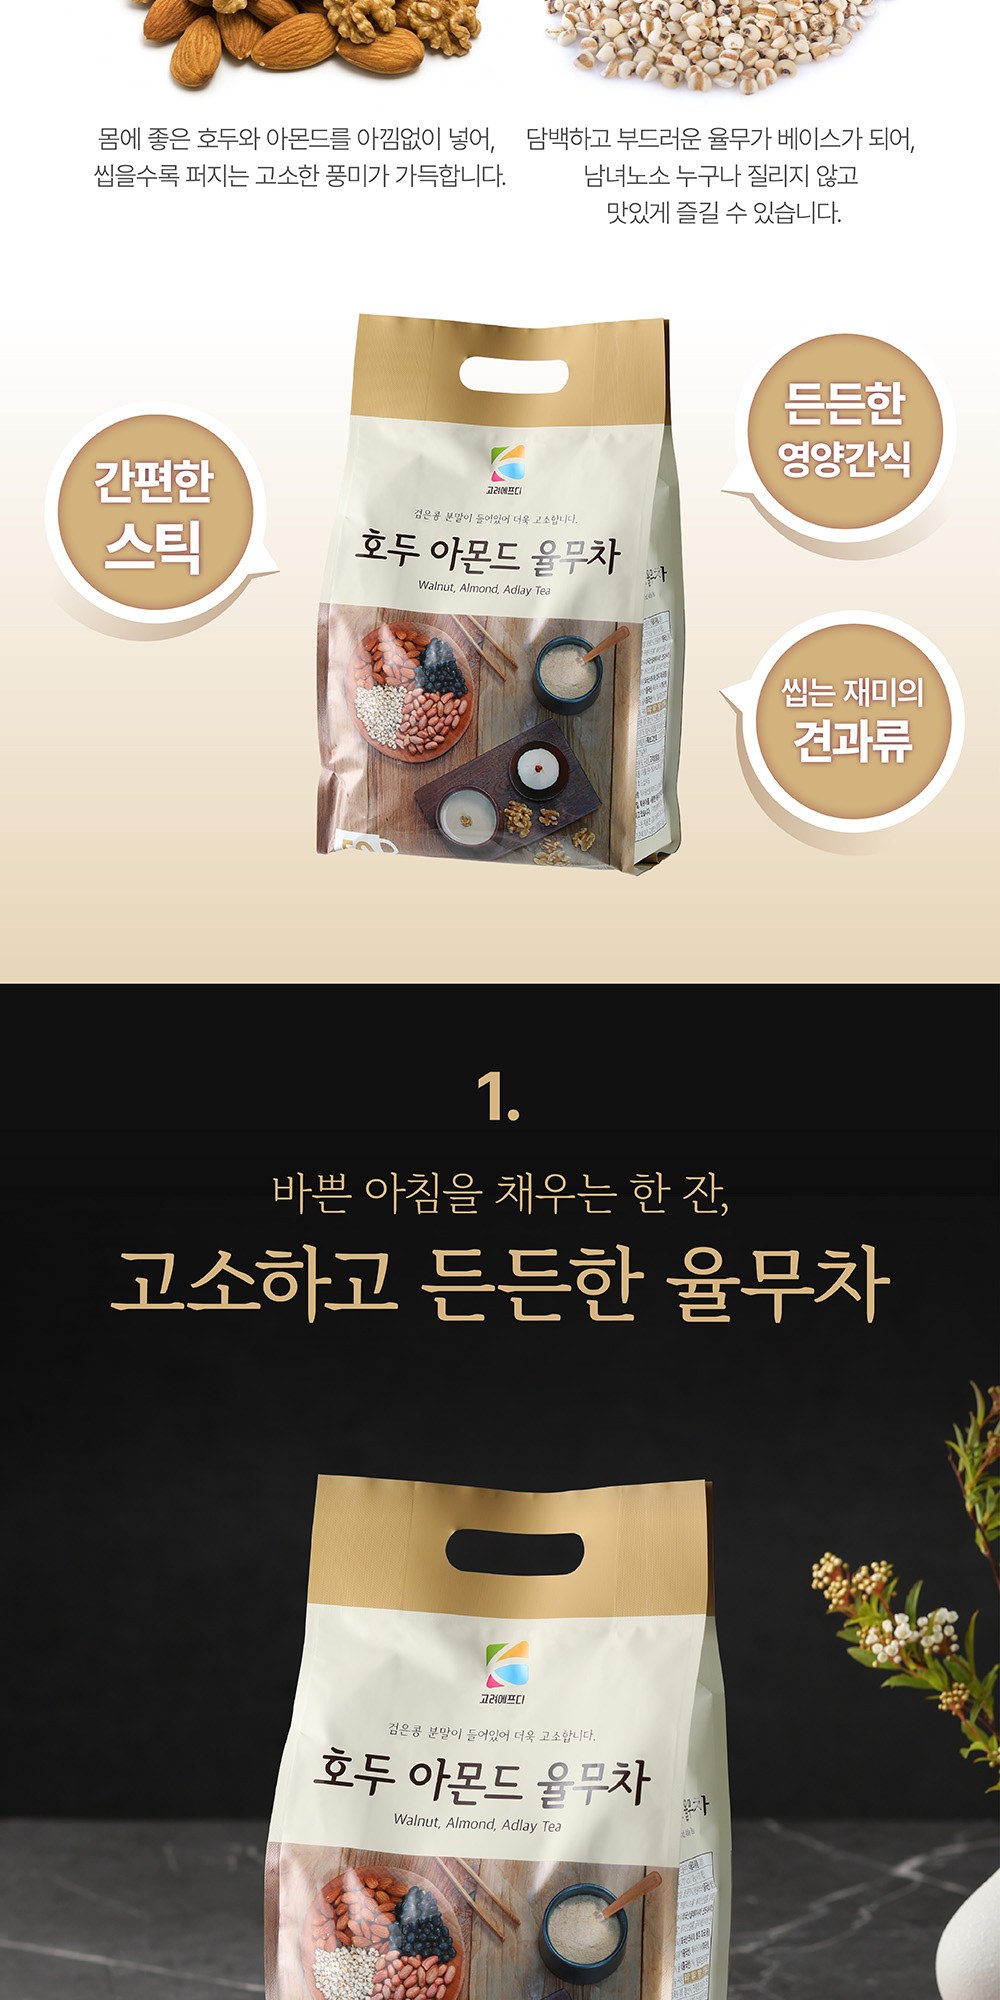 몸에 좋은 호두와 아몬드를 아낌없이 넣어,
씹을수록 퍼지는 고소한 풍미가 가득합니다.
담백하고 부드러운 율무가 베이스가 되어,
남녀노소 누구나 질리지 않고
맛있게 즐길 수 있습니다.
간편한
스틱
든든한
영양간식
씹는 재미의
견과류
고려에프디
검은콩 분말이 들어있어 더욱 고소합니다.
호두 아몬드 율무차
Walnut, Almond, Adlay Tea
1.
바쁜 아침을 채우는 한 잔,
고소하고 든든한 율무차
고려에프디
검은콩 분말이 들어있어 더욱 고소합니다.
호두 아몬드 율무차
Walnut, Almond, Adlay Tea